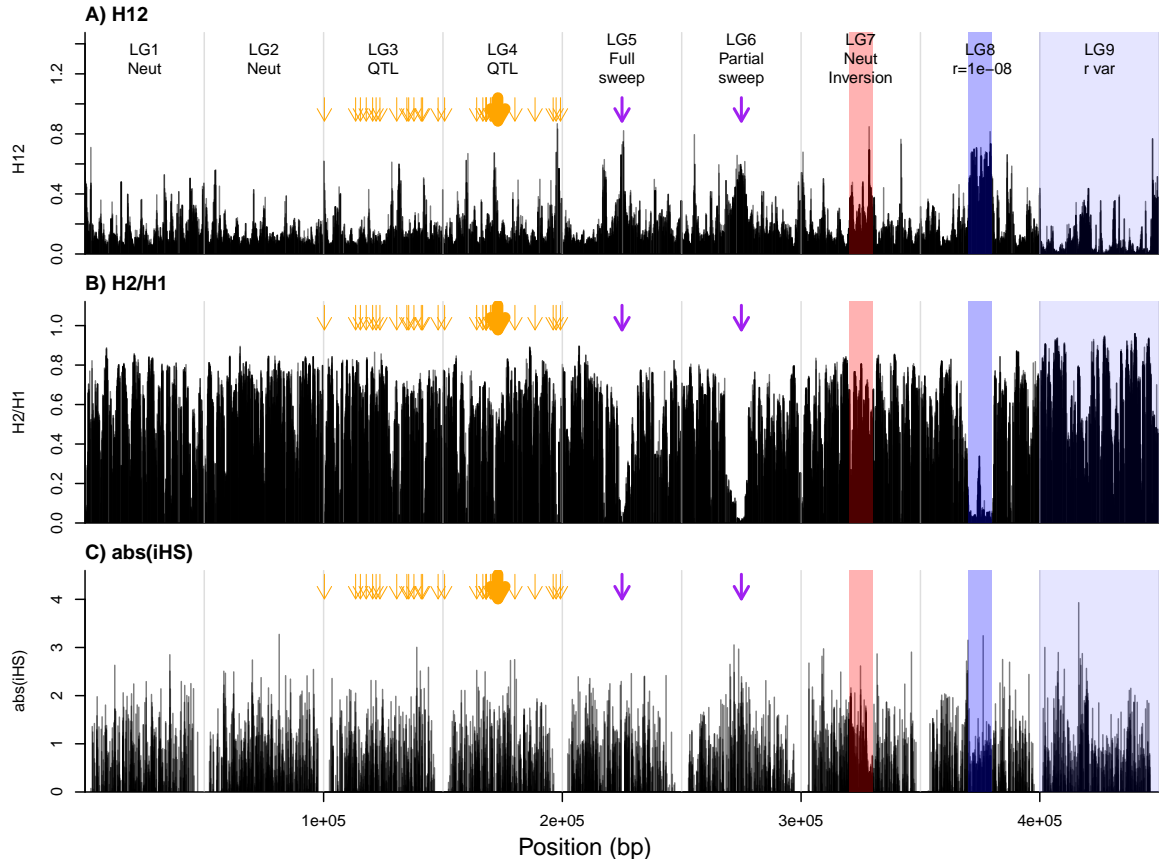 A) H12
LG1
Neut
LG2
Neut
LG3
QTL
LG4
QTL
LG5
Full
sweep
LG6
Partial
sweep
LG7
Neut
Inversion
LG8
r=1e−08
LG9
r var
H12
0.0
0.4
0.8
1.2
B) H2/H1
H2/H1
0.0
0.2
0.4
0.6
0.8
1.0
C) abs(iHS)
abs(iHS)
0
1
2
3
4
1e+05
2e+05
3e+05
4e+05
Position (bp)